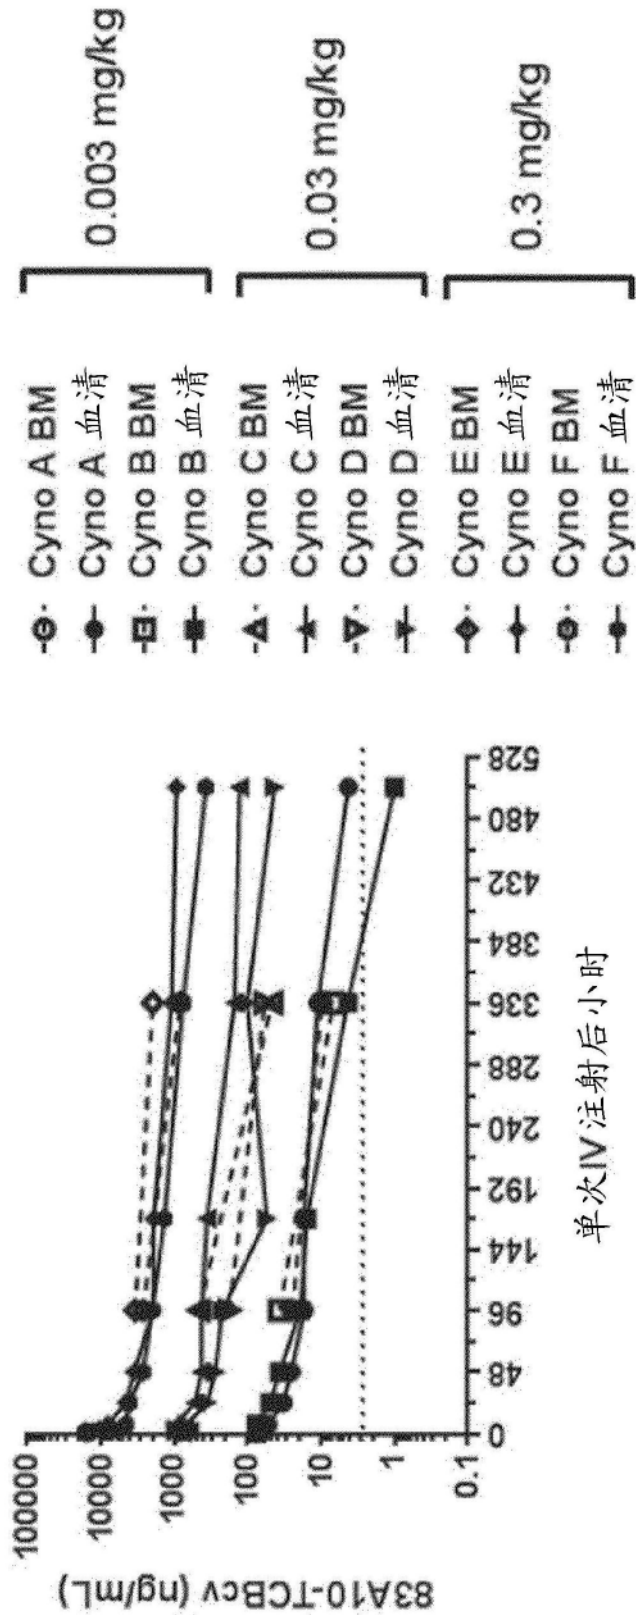 83A10-TCBcv (ng/mL)
100000
10000
1000
100
10
1
0.1
0
48
96
144
192
240
288
336
384
432
480
528
单次IV注射后小时
Cyno A BM
Cyno A 血清
Cyno B BM
Cyno B 血清
0.003 mg/kg
Cyno C BM
Cyno C 血清
Cyno D BM
Cyno D 血清
0.03 mg/kg
Cyno E BM
Cyno E 血清
Cyno F BM
Cyno F 血清
0.3 mg/kg